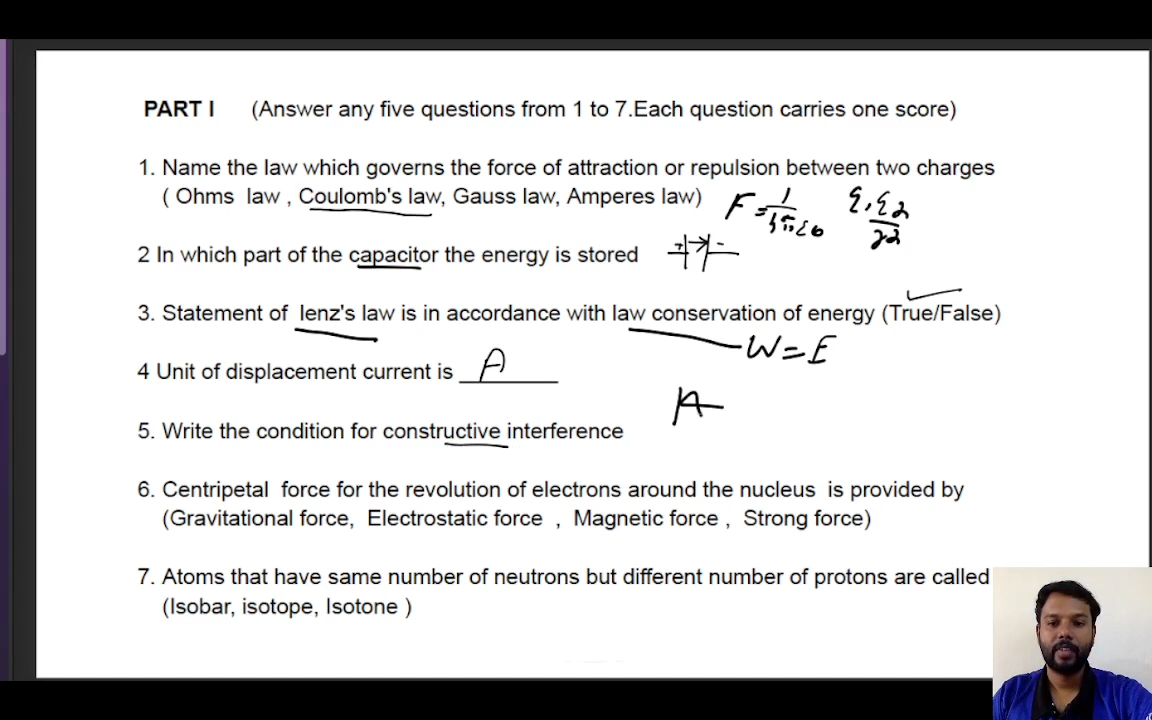 PART I (Answer any five questions from 1 to 7.Each question carries one score)
1. Name the law which governs the force of attraction or repulsion between two charges
( Ohms law , Coulomb's law, Gauss law, Amperes law)
F = 1
2 In which part of the capacitor the energy is stored
3. Statement of lenz's law is in accordance with law conservation of energy (True/False)
W = E
4 Unit of displacement current is A
5. Write the condition for constructive interference
6. Centripetal force for the revolution of electrons around the nucleus is provided by
(Gravitational force, Electrostatic force , Magnetic force , Strong force)
7. Atoms that have same number of neutrons but different number of protons are called
(Isobar, isotope, Isotone )